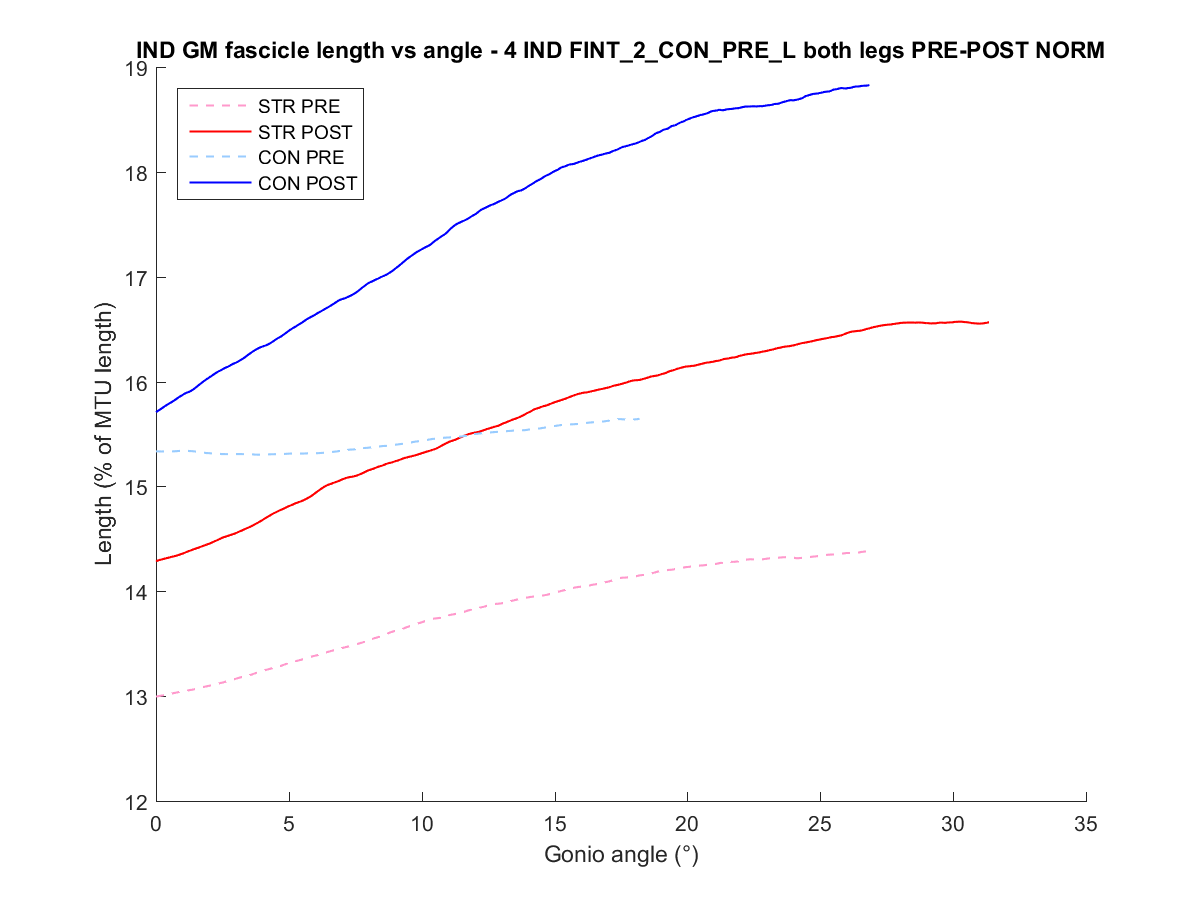 IND GM fascicle length vs angle - 4 IND FINT_2_CON_PRE_L both legs PRE-POST NORM
19
18
17
16
15
14
13
12
STR PRE
STR POST
CON PRE
CON POST
Length (% of MTU length)
0 5 10 15 20 25 30 35
Gonio angle (°)